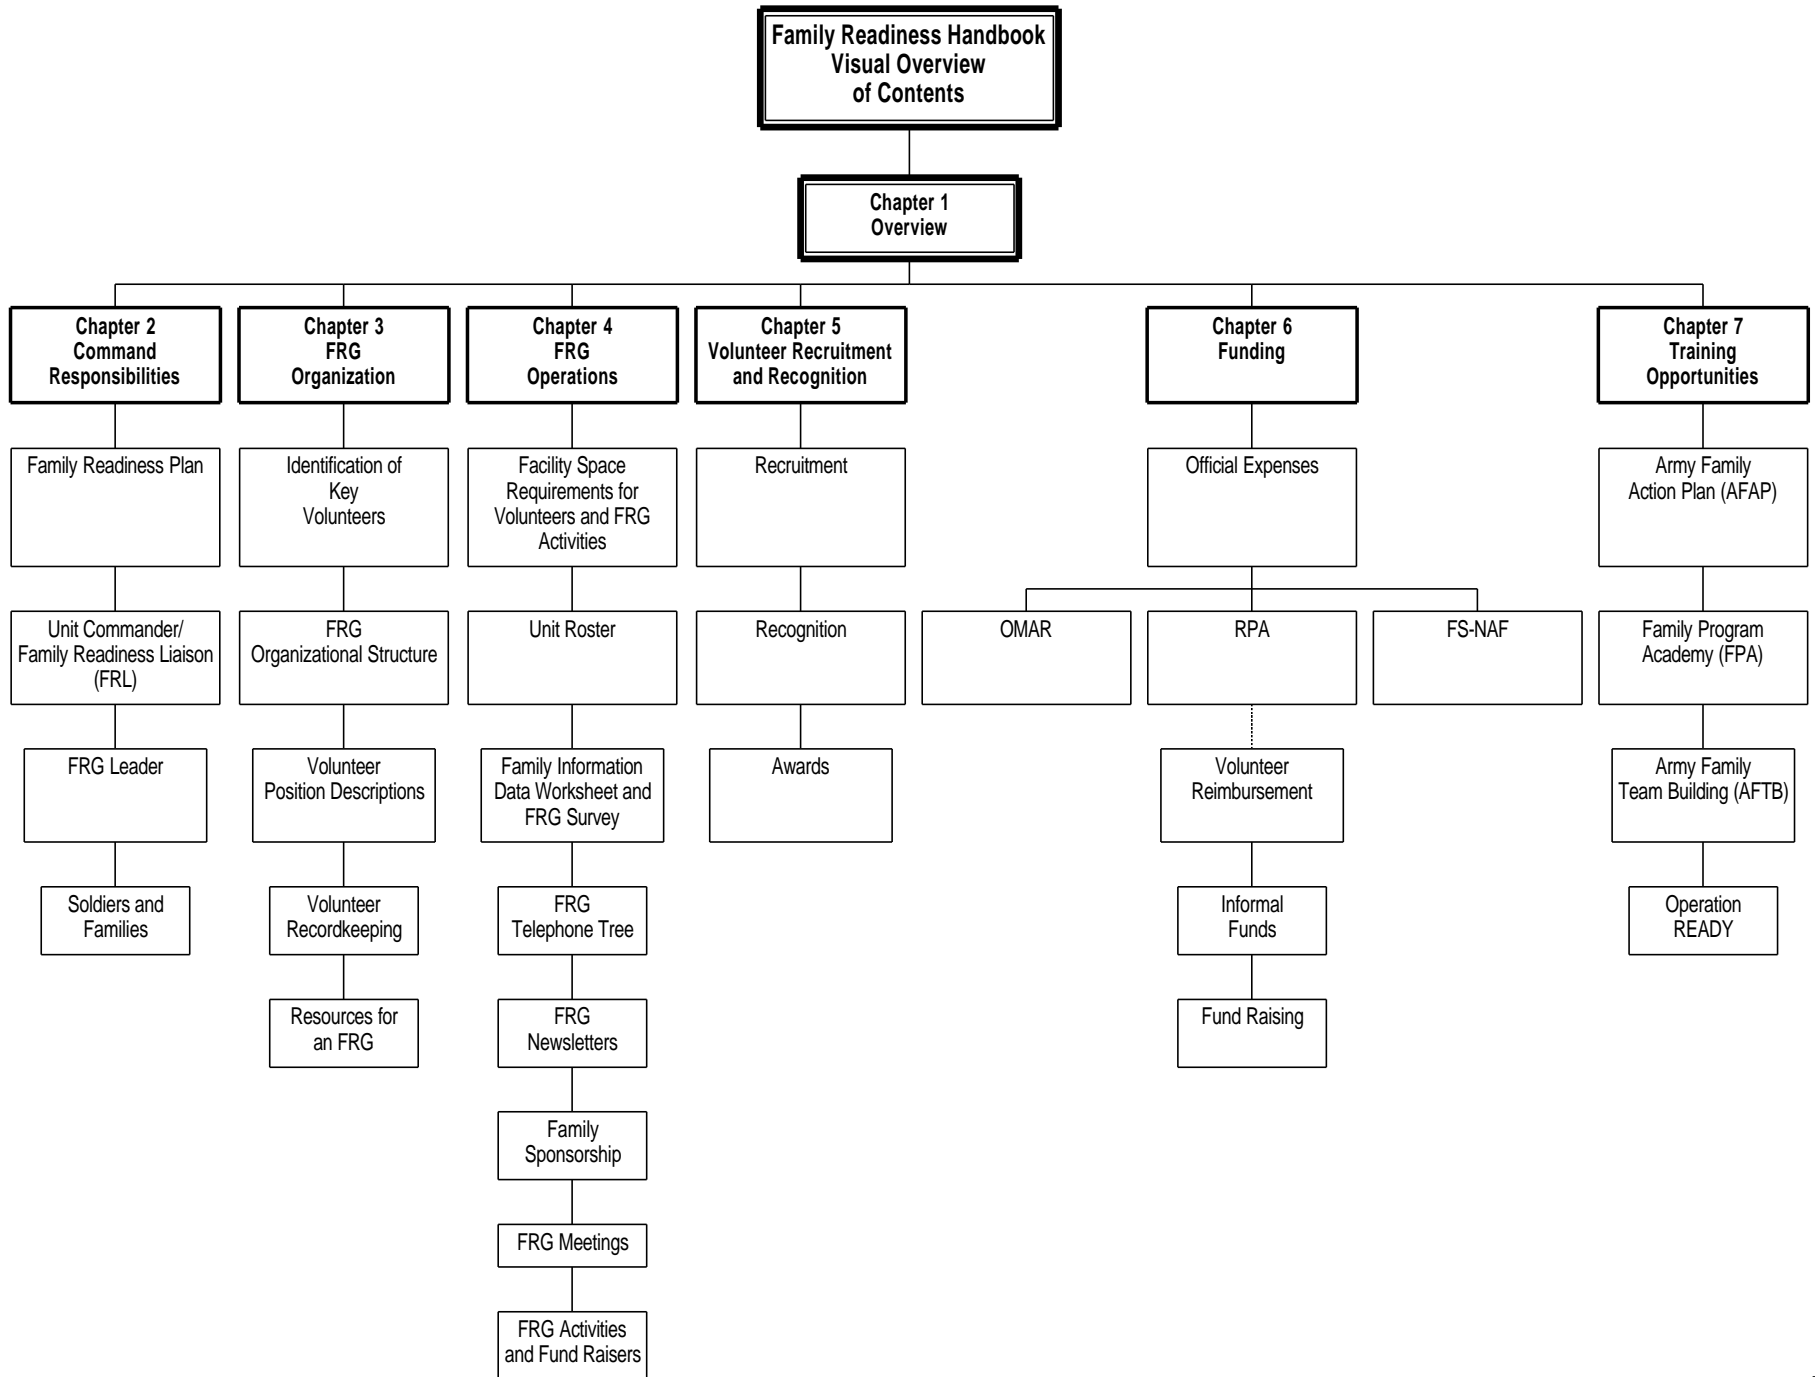 Family Readiness Handbook
Visual Overview
of Contents
Chapter 1
Overview
Chapter 2
Command
Responsibilities
Chapter 3
FRG
Organization
Chapter 4
FRG
Operations
Chapter 5
Volunteer Recruitment
and Recognition
Chapter 6
Funding
Chapter 7
Training
Opportunities
Family Readiness Plan
Identification of
Key
Volunteers
Facility Space
Requirements for
Volunteers and FRG
Activities
Recruitment
Official Expenses
Army Family
Action Plan (AFAP)
Unit Commander/
Family Readiness Liaison
(FRL)
FRG
Organizational Structure
Unit Roster
Recognition
OMAR
RPA
FS-NAF
Family Program
Academy (FPA)
FRG Leader
Volunteer
Position Descriptions
Family Information
Data Worksheet and
FRG Survey
Awards
Volunteer
Reimbursement
Army Family
Team Building (AFTB)
Soldiers and
Families
Volunteer
Recordkeeping
FRG
Telephone Tree
Informal
Funds
Operation
READY
Resources for
an FRG
FRG
Newsletters
Fund Raising
Family
Sponsorship
FRG Meetings
FRG Activities
and Fund Raisers